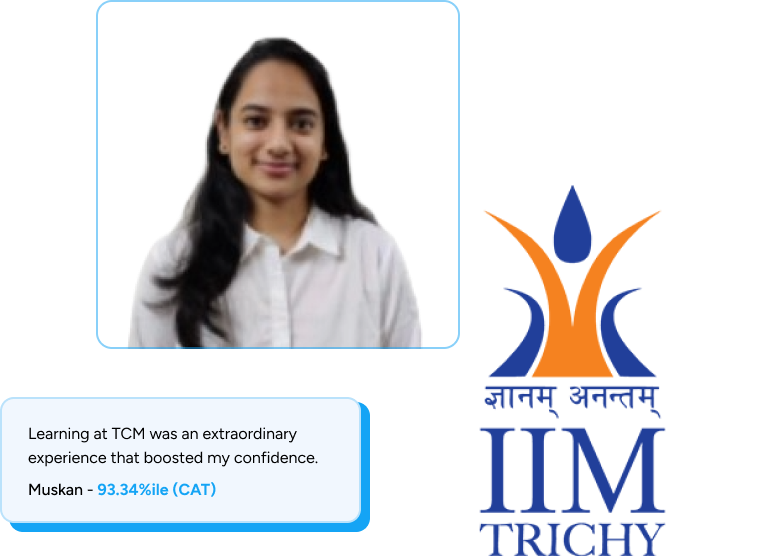 Learning at TCM was an extraordinary
experience that boosted my confidence.
Muskan - 93.34%ile (CAT)
ज्ञानम् अनन्तम्
IIM
TRICHY